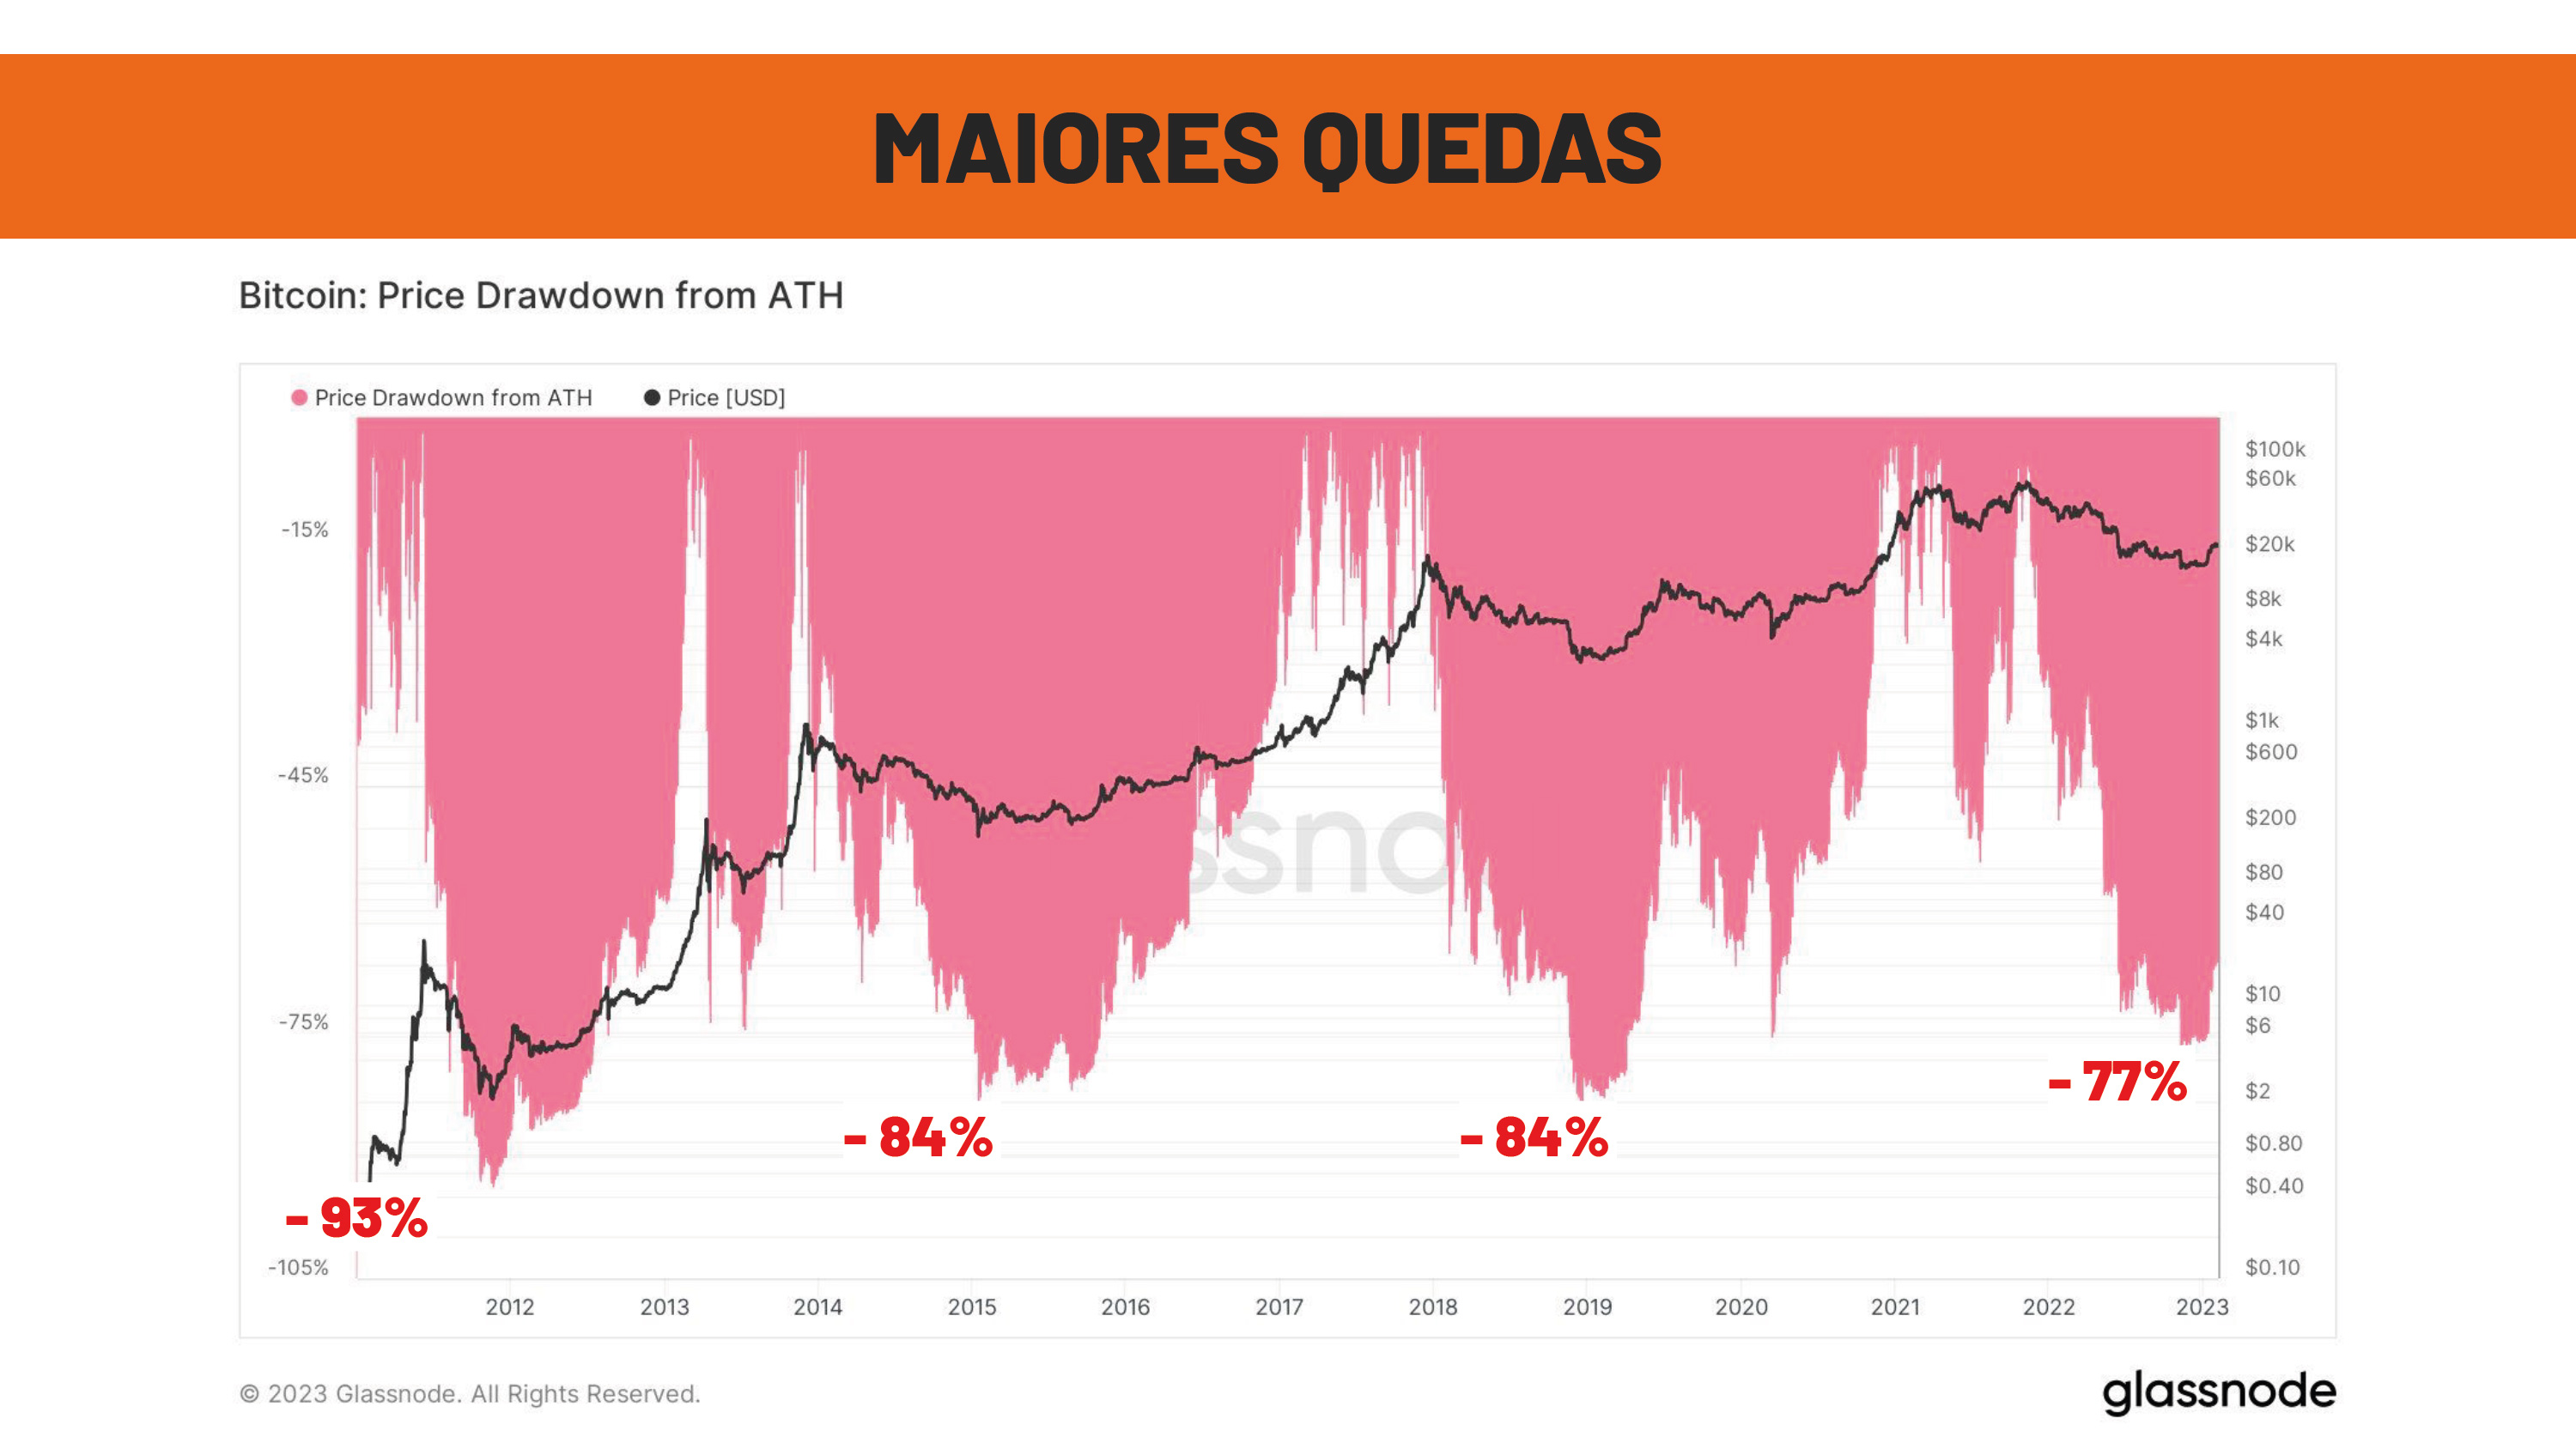 MAIORES QUEDAS
Bitcoin: Price Drawdown from ATH
Price Drawdown from ATH Price [USD]
-15%
-45%
-75%
-105%
$100k
$60k
$20k
$8k
$4k
$1k
$600
$200
$80
$40
$10
$6
$2
$0.80
$0.40
$0.10
- 93%
- 84%
- 84%
- 77%
2012 2013 2014 2015 2016 2017 2018 2019 2020 2021 2022 2023
© 2023 Glassnode. All Rights Reserved.
glassnode